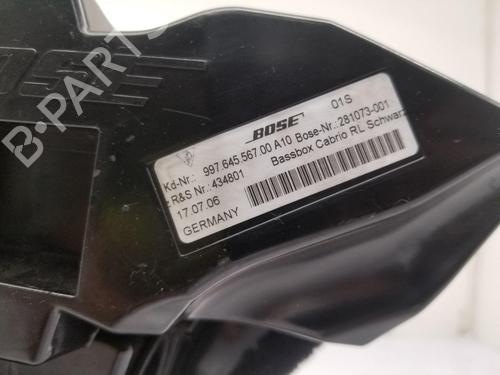 OSE
B-PARTS
BOSE 01S
Kd-Nr.: 997.645.567.00 A10 Bose-Nr.:281073-001
R&S Nr.:434801 Bassbox Cabrio RL Schwarz
17.07.06
GERMANY